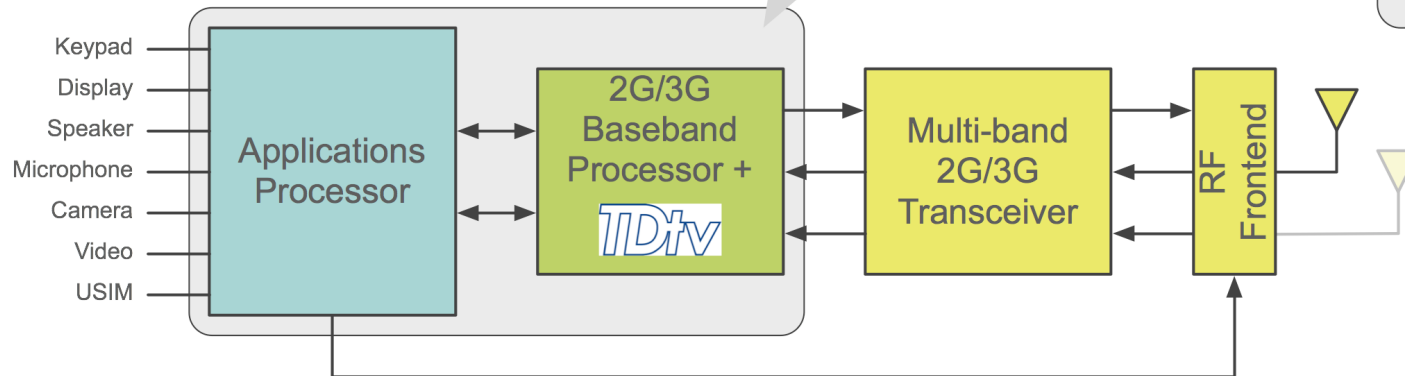 Keypad
Display
Speaker
Microphone
Camera
Video
USIM
Applications
Processor
2G/3G
Baseband
Processor +
TDtv
Multi-band
2G/3G
Transceiver
RF
Frontend